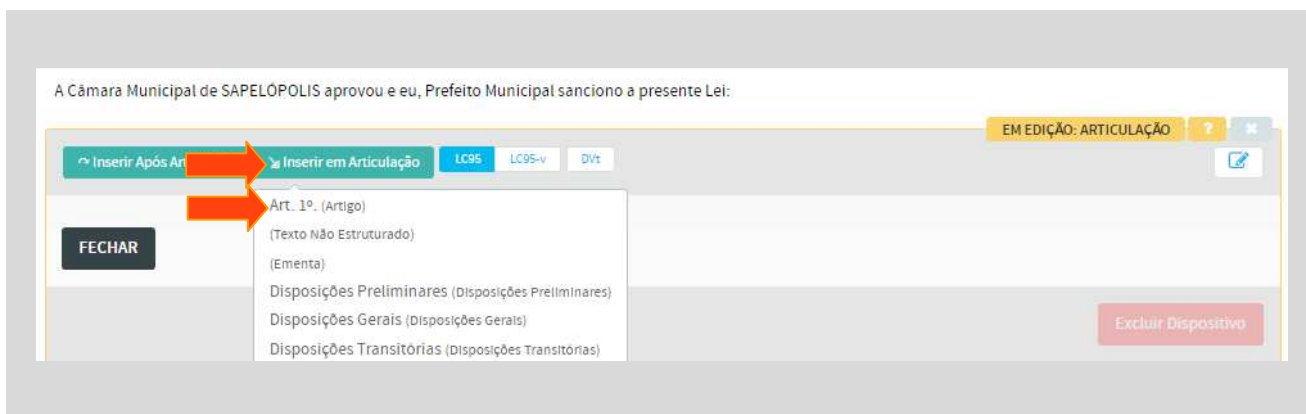 A Câmara Municipal de SAPELÓPOLIS aprovou e eu, Prefeito Municipal sanciono a presente Lei:
EM EDIÇÃO: ARTICULAÇÃO ? ×
Inserir Após Inserir em Articulação LC95 LC95-v DVt
Art. 1º. (Artigo)
(Texto Não Estruturado)
FECHAR
(Ementa)
Disposições Preliminares (Disposições Preliminares)
Disposições Gerais (Disposições Gerais)
Excluir Dispositivo
Disposições Transitórias (Disposições Transitórias)